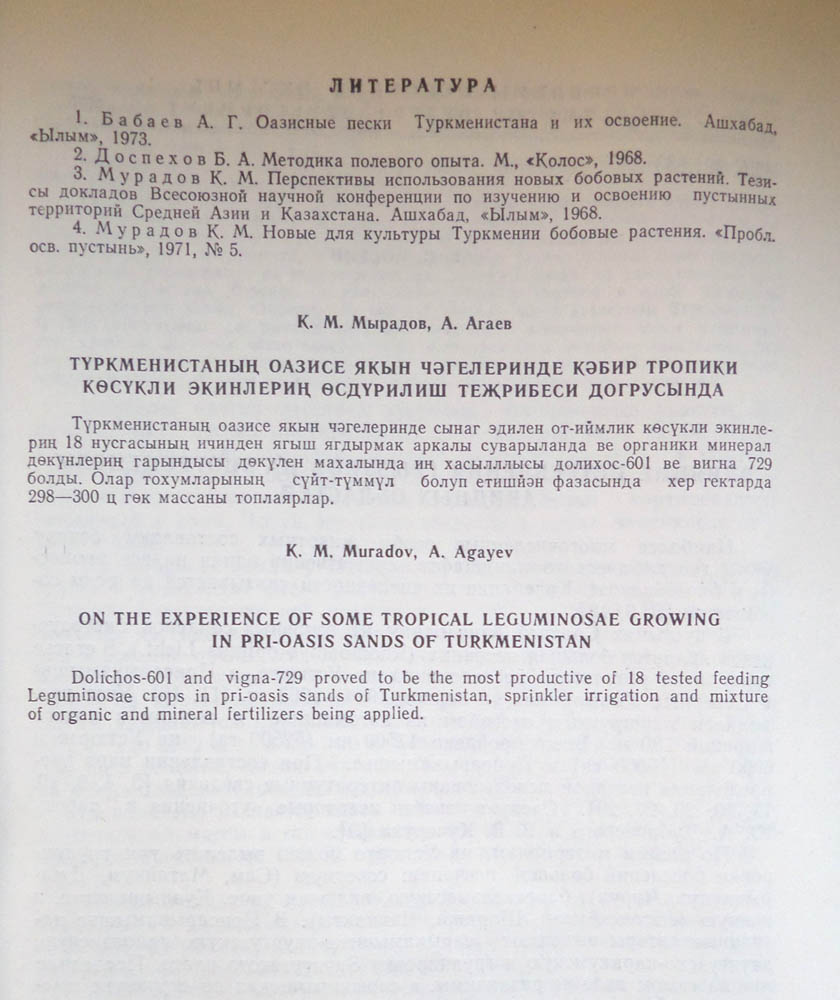 ЛИТЕРАТУРА
1. Бабаев А. Г. Оазисные пески Туркменистана и их освоение. Ашхабад,
«Ылым», 1973.
2. Доспехов Б. А. Методика полевого опыта. М., «Колос», 1968.
3. Мурадов К. М. Перспективы использования новых бобовых растений. Тези-
сы докладов Всесоюзной научной конференции по изучению и освоению пустынных
территорий Средней Азии и Казахстана. Ашхабад, «Ылым», 1968.
4. Мурадов К. М. Новые для культуры Туркмении бобовые растения. «Пробл.
осв. пустынь», 1971, № 5.
К. М. Мырадов, А. Агаев
ТҮРКМЕНИСТАНЫҢ ОАЗИСЕ ЯКЫН ЧӘГЕЛЕРИНДЕ КӘБИР ТРОПИКИ
КӨСҮКЛИ ЭКИНЛЕРИҢ ӨСДҮРИЛИШ ТЕҖРИБЕСИ ДОГРУСЫНДА
Түркменистаның оазисе якын чәгелеринде сынаг эдилен от-иймлик көсүкли экинле-
риң 18 нусгасының ичинден ягыш ягдырмак аркалы суварыланда ве органики минерал
дөкүнлериң гарындысы дөкүлен махалында иң хасылллысы долихос-601 ве вигна 729
болды. Олар тохумларының сүйт-түммүл болуп етишйән фазасында хер гектарда
298—300 ц гөк массаны топлаярлар.
K. M. Muradov, A. Agayev
ON THE EXPERIENCE OF SOME TROPICAL LEGUMINOSAE GROWING
IN PRI-OASIS SANDS OF TURKMENISTAN
Dolichos-601 and vigna-729 proved to be the most productive of 18 tested feeding
Leguminosae crops in pri-oasis sands of Turkmenistan, sprinkler irrigation and mixture
of organic and mineral fertilizers being applied.